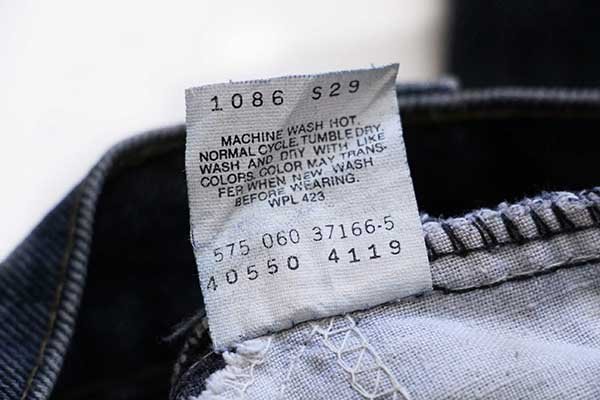 1086 S29
MACHINE WASH HOT.
NORMAL CYCLE. TUMBLE DRY.
WASH AND DRY WITH LIKE
COLORS. COLOR MAY TRANS-
FER WHEN NEW WASH
BEFORE WEARING.
WPL 423
575 060 37166-5
40550 4119